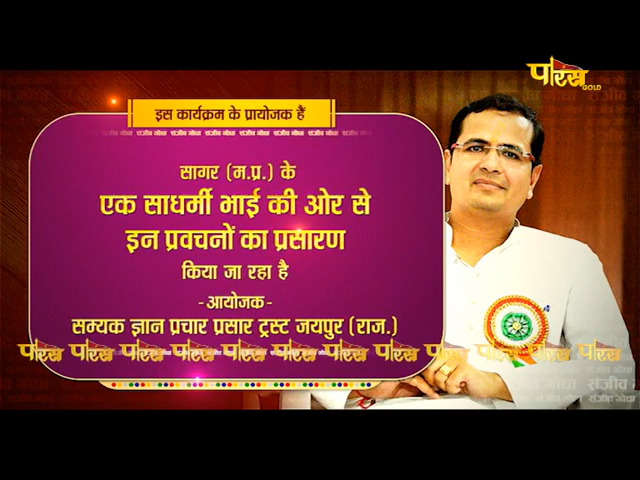 पारस
GOLD
इस कार्यक्रम के प्रायोजक हैं
संजीव गोधा संजीव गोधा संजीव गोधा संजीव गोधा संजीव गोधा संजीव गोधा
सागर (म.प्र.) के
एक साधर्मी भाई की ओर से
इन प्रवचनों का प्रसारण
किया जा रहा है
-आयोजक-
सम्यक ज्ञान प्रचार प्रसार ट्रस्ट जयपुर (राज.)
पारस पारस पारस पारस पारस पारस पारस पारस पारस पारस पारस
संजीव गोधा संजीव गोधा